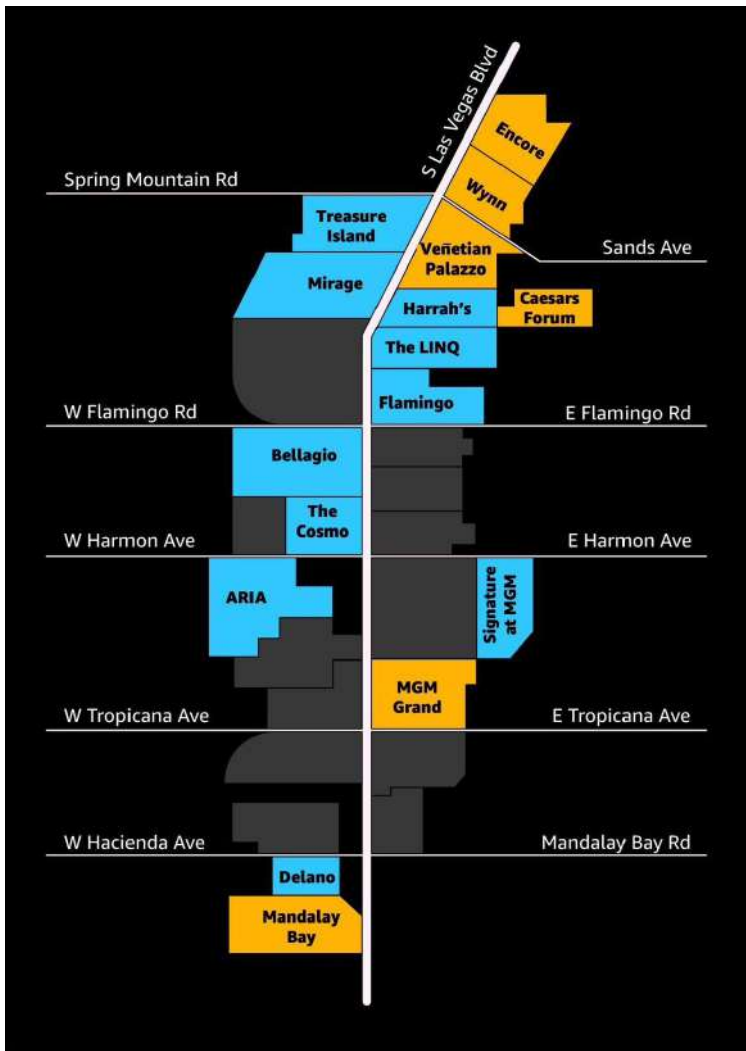 S Las Vegas Blvd
Encore
Spring Mountain Rd
Wynn
Treasure
Island
Sands Ave
Veñetian
Palazzo
Mirage
Harrah's
Caesars
Forum
The LINQ
Flamingo
W Flamingo Rd
E Flamingo Rd
Bellagio
The
Cosmo
W Harmon Ave
E Harmon Ave
ARIA
Signature
at MGM
MGM
Grand
W Tropicana Ave
E Tropicana Ave
W Hacienda Ave
Mandalay Bay Rd
Delano
Mandalay
Bay